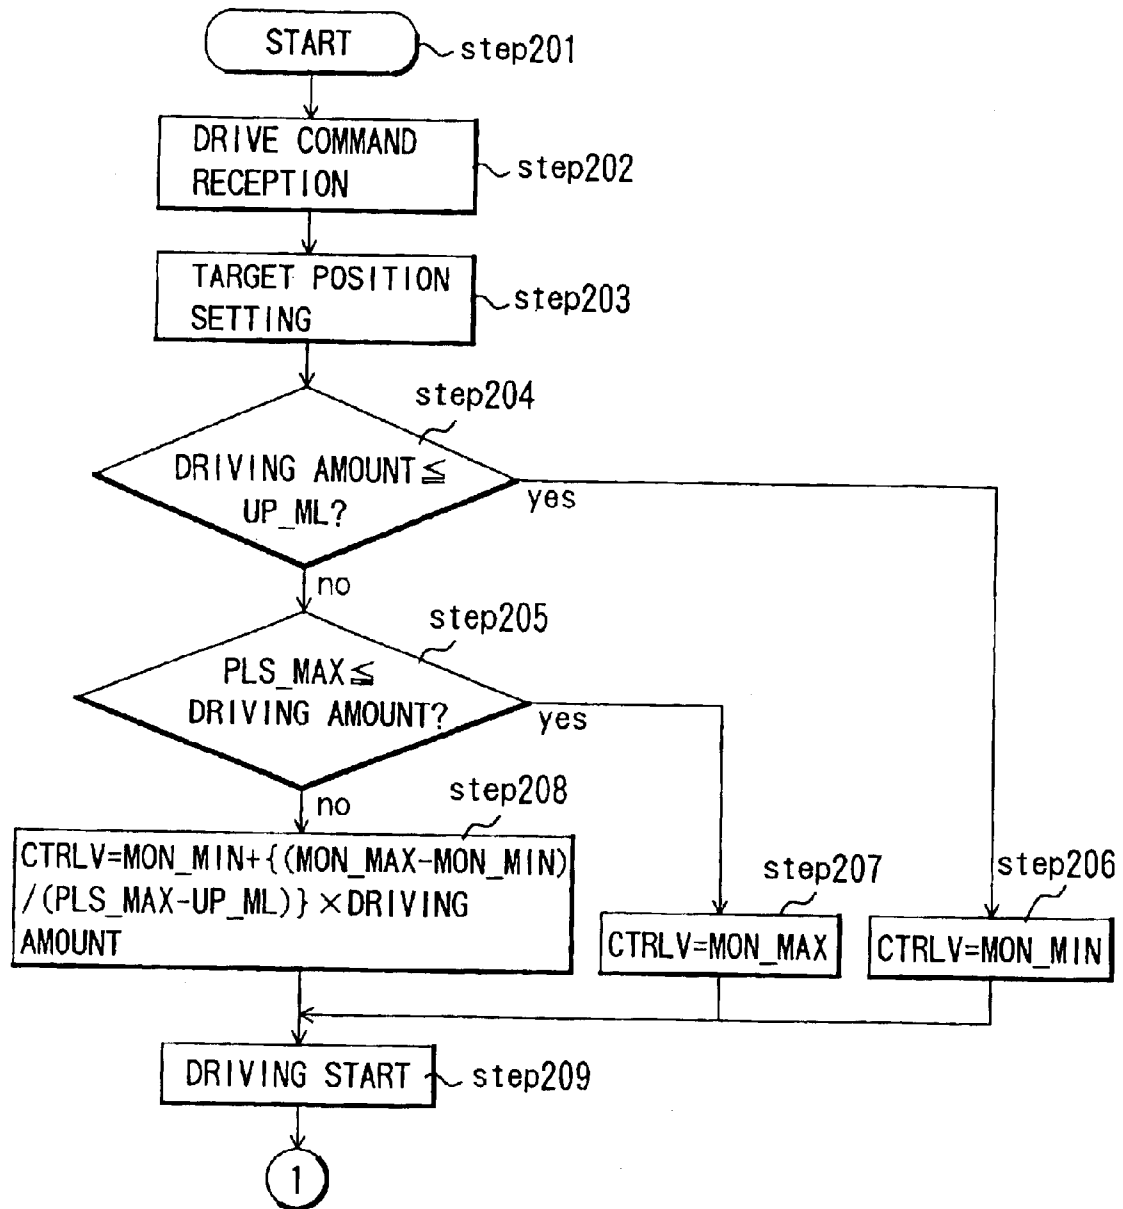 START
step201
DRIVE COMMAND
RECEPTION
step202
TARGET POSITION
SETTING
step203
step204
DRIVING AMOUNT≦
UP_ML?
yes
no
step205
PLS_MAX≦
DRIVING AMOUNT?
yes
no
step208
CTRLV=MON_MIN+{(MON_MAX-MON_MIN)
/(PLS_MAX-UP_ML)}×DRIVING
AMOUNT
step207
CTRLV=MON_MAX
step206
CTRLV=MON_MIN
DRIVING START
step209
1